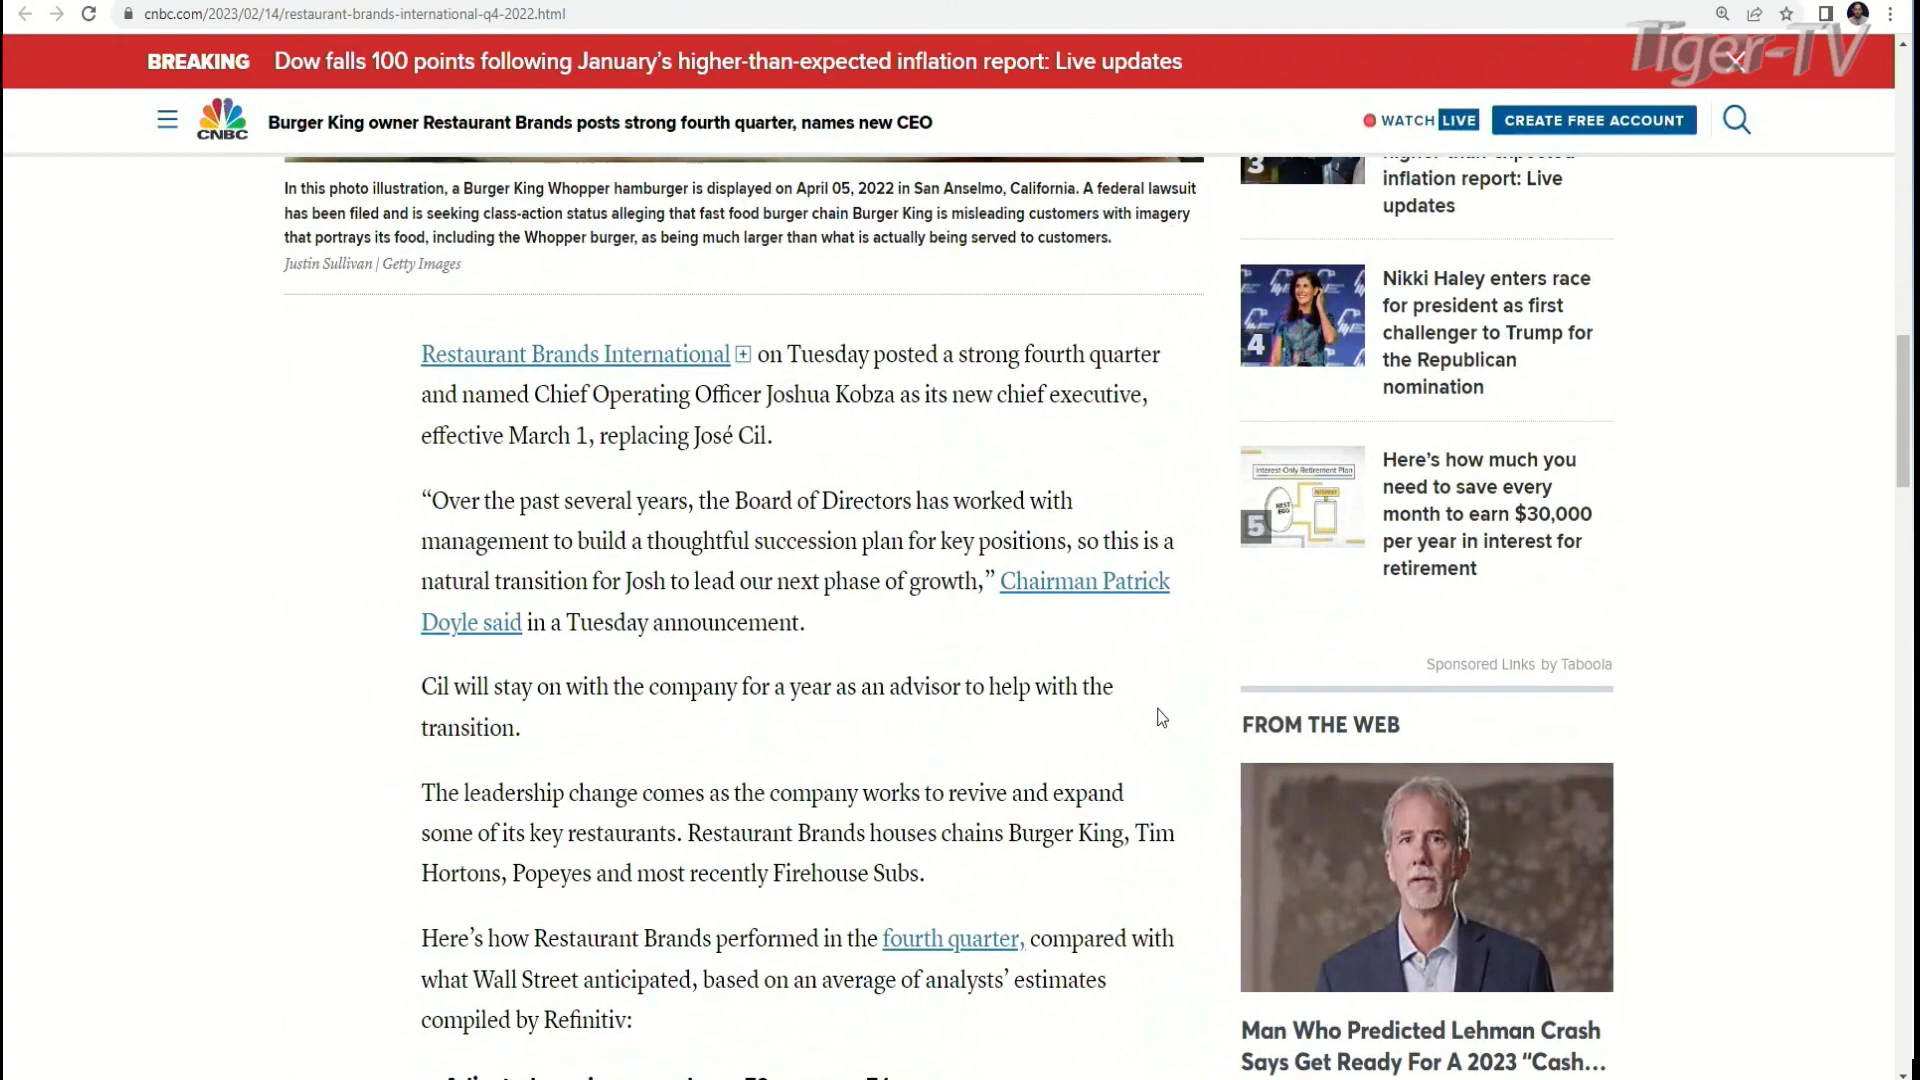 cnbc.com/2023/02/14/restaurant-brands-international-q4-2022.html
Tiger-TV
BREAKING Dow falls 100 points following January's higher-than-expected inflation report: Live updates
CNBC
Burger King owner Restaurant Brands posts strong fourth quarter, names new CEO
WATCH LIVE
CREATE FREE ACCOUNT
In this photo illustration, a Burger King Whopper hamburger is displayed on April 05, 2022 in San Anselmo, California. A federal lawsuit
has been filed and is seeking class-action status alleging that fast food burger chain Burger King is misleading customers with imagery
that portrays its food, including the Whopper burger, as being much larger than what is actually being served to customers.
Justin Sullivan | Getty Images
Restaurant Brands International on Tuesday posted a strong fourth quarter
and named Chief Operating Officer Joshua Kobza as its new chief executive,
effective March 1, replacing José Cil.
“Over the past several years, the Board of Directors has worked with
management to build a thoughtful succession plan for key positions, so this is a
natural transition for Josh to lead our next phase of growth,” Chairman Patrick
Doyle said in a Tuesday announcement.
Cil will stay on with the company for a year as an advisor to help with the
transition.
The leadership change comes as the company works to revive and expand
some of its key restaurants. Restaurant Brands houses chains Burger King, Tim
Hortons, Popeyes and most recently Firehouse Subs.
Here’s how Restaurant Brands performed in the fourth quarter, compared with
what Wall Street anticipated, based on an average of analysts’ estimates
compiled by Refinitiv:
3
higher-than-expected
inflation report: Live
updates
4
Nikki Haley enters race
for president as first
challenger to Trump for
the Republican
nomination
Interest-Only Retirement Plan
INTEREST
NEST
EGG
5
Here’s how much you
need to save every
month to earn $30,000
per year in interest for
retirement
Sponsored Links by Taboola
FROM THE WEB
Man Who Predicted Lehman Crash
Says Get Ready For A 2023 “Cash...